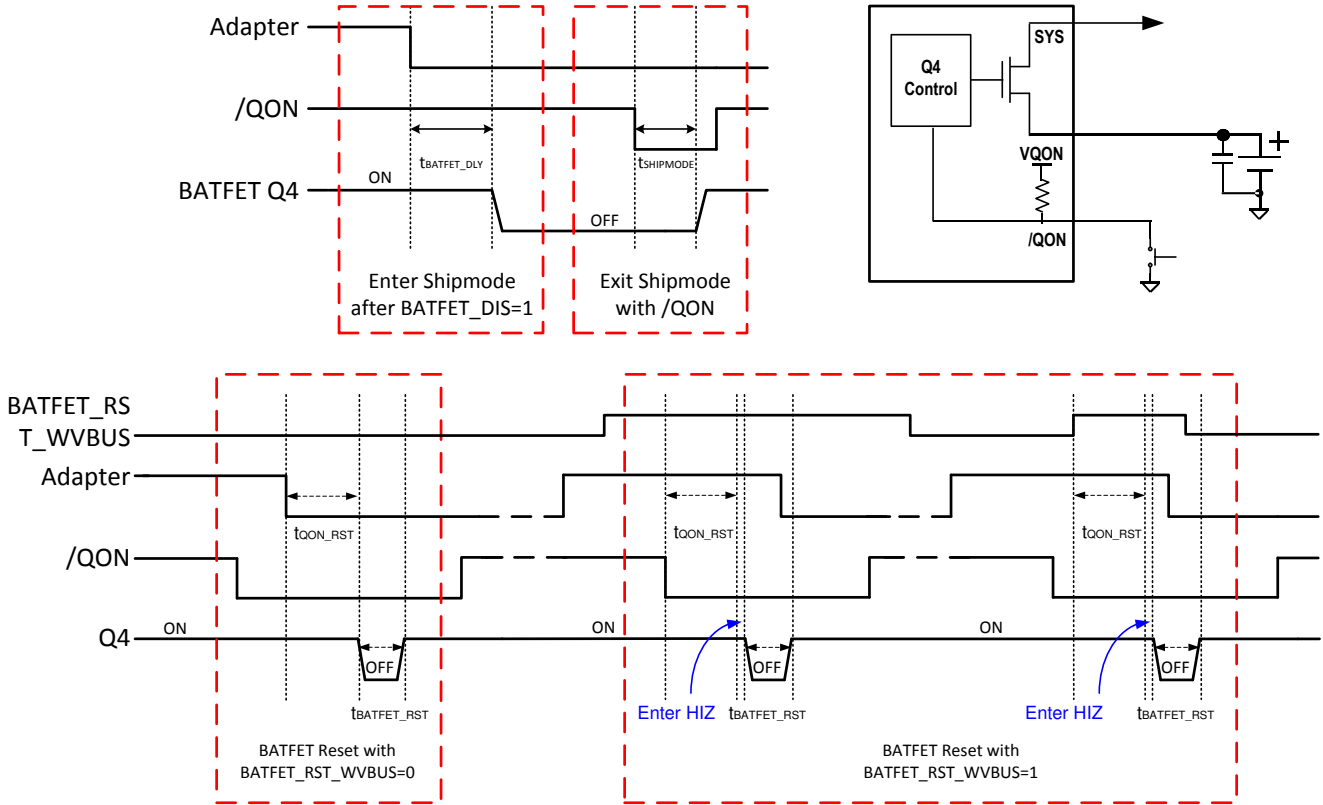 Adapter
/QON
tBATFET_DLY
tSHIPMODE
BATFET Q4
ON
OFF
Enter Shipmode
after BATFET_DIS=1
Exit Shipmode
with /QON
SYS
Q4
Control
VQON
+
/QON
BATFET_RS
T_WVBUS
Adapter
tQON_RST
tQON_RST
tQON_RST
/QON
Q4
ON
ON
ON
OFF
OFF
OFF
tBATFET_RST
Enter HIZ
tBATFET_RST
Enter HIZ
tBATFET_RST
BATFET Reset with
BATFET_RST_WVBUS=0
BATFET Reset with
BATFET_RST_WVBUS=1